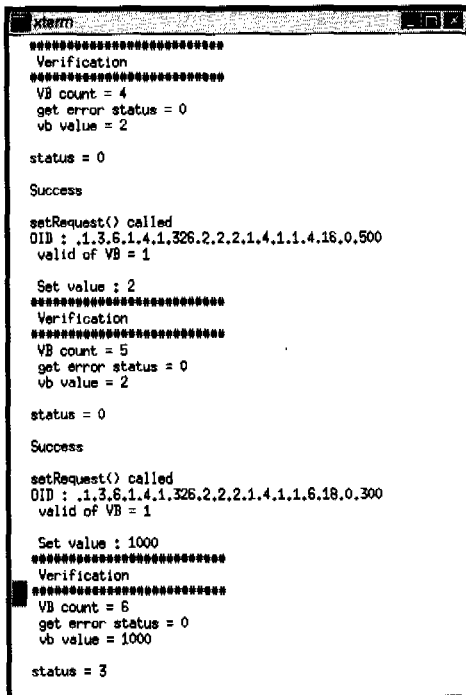 xterm
##########################
Verification
##########################
VB count = 4
get error status = 0
vb value = 2
status = 0
Success
setRequest() called
OID : .1.3.6.1.4.1.326.2.2.2.1.4.1.1.4.16.0.500
valid of VB = 1
Set value : 2
##########################
Verification
##########################
VB count = 5
get error status = 0
vb value = 2
status = 0
Success
setRequest() called
OID : .1.3.6.1.4.1.326.2.2.2.1.4.1.1.6.18.0.300
valid of VB = 1
Set value : 1000
##########################
Verification
##########################
VB count = 6
get error status = 0
vb value = 1000
status = 3